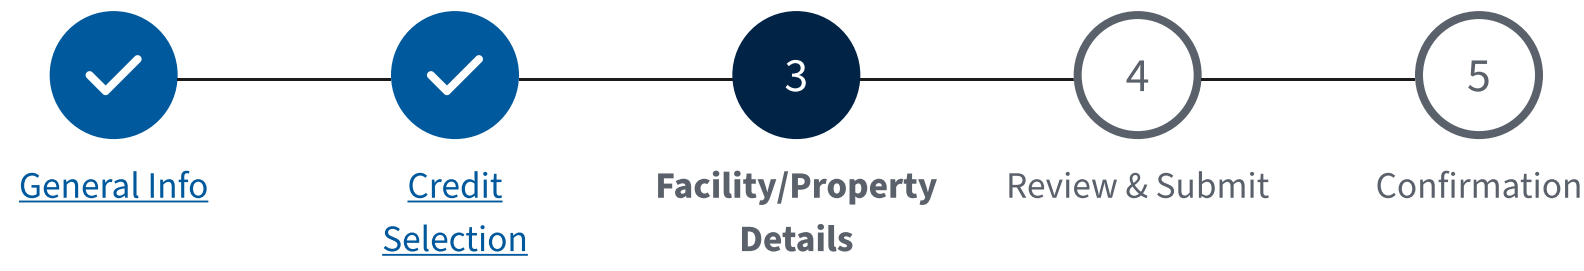 3
4
5
General Info
Credit
Selection
Facility/Property
Details
Review & Submit
Confirmation